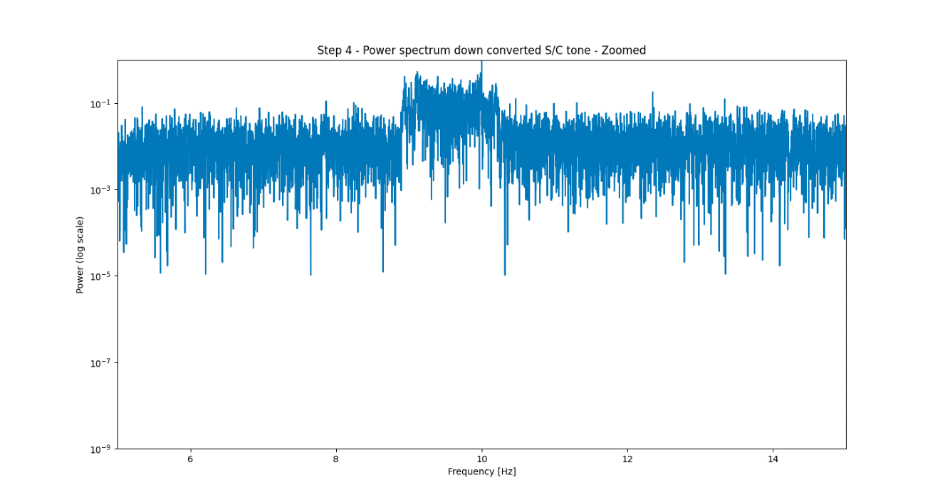 Step 4 - Power spectrum down converted S/C tone - Zoomed
10⁻¹
10⁻³
10⁻⁵
10⁻⁷
10⁻⁹
Power (log scale)
6 8 10 12 14
Frequency [Hz]